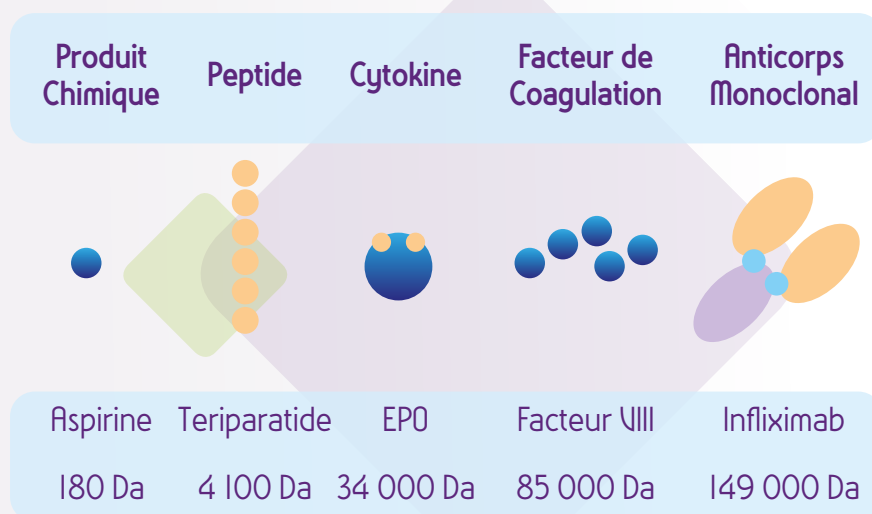 Produit
Chimique
Peptide
Cytokine
Facteur de
Coagulation
Anticorps
Monoclonal
Aspirine
Teriparatide
EPO
Facteur VIII
Infliximab
180 Da
4 100 Da
34 000 Da
85 000 Da
149 000 Da